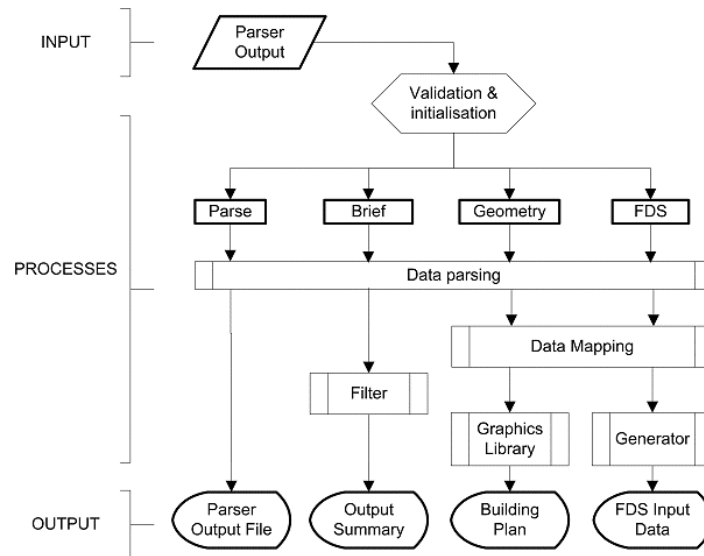 INPUT
Parser
Output
Validation &
initialisation
Parse
Brief
Geometry
FDS
PROCESSES
Data parsing
Data Mapping
Filter
Graphics
Library
Generator
OUTPUT
Parser
Output File
Output
Summary
Building
Plan
FDS Input
Data